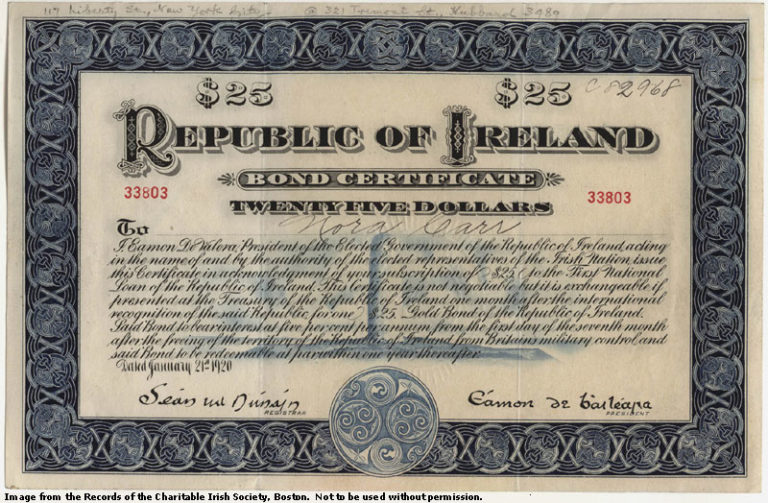 117 Liberty St., New York City - @ 321 Tremont St., Hubbard 3980
$25 $25 C82968
REPUBLIC OF IRELAND
BOND CERTIFICATE
33803 33803
TWENTY FIVE DOLLARS
To Nora Carr
I, Eamon De Valera, President of the Elected Government of the Republic of Ireland, acting
in the name of and by the authority of the elected representatives of the Irish Nation, issue
this Certificate in acknowledgment of your subscription of $25 to the First National
Loan of the Republic of Ireland. This Certificate is not negotiable but it is exchangeable if
presented at the Treasury of the Republic of Ireland one month after the international
recognition of the said Republic for one $25 Gold Bond of the Republic of Ireland.
Said Bond to bear interest at five per cent per annum from the first day of the seventh month
after the freeing of the territory of the Republic of Ireland from Britain's military control and
said Bond to be redeemable at par within one year thereafter.
Dated January 21st 1920
Seán Éamon de
REGISTRAR PRESIDENT
Image from the Records of the Charitable Irish Society, Boston. Not to be used without permission.